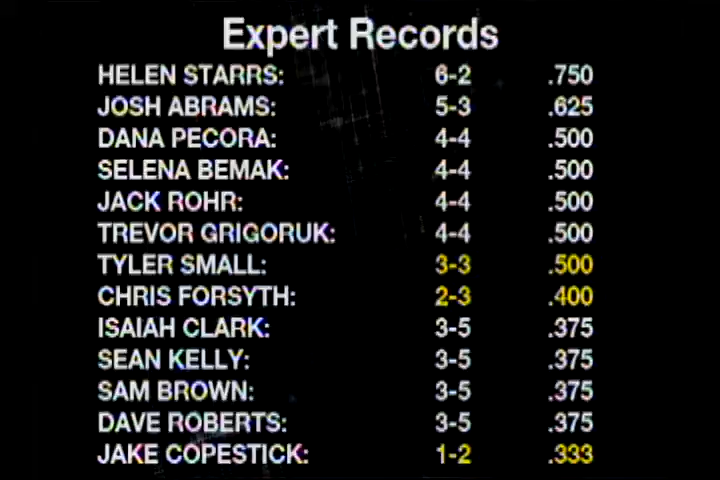 Expert Records
HELEN STARRS: 6-2 .750
JOSH ABRAMS: 5-3 .625
DANA PECORA: 4-4 .500
SELENA BEMAK: 4-4 .500
JACK ROHR: 4-4 .500
TREVOR GRIGORUK: 4-4 .500
TYLER SMALL: 3-3 .500
CHRIS FORSYTH: 2-3 .400
ISAIAH CLARK: 3-5 .375
SEAN KELLY: 3-5 .375
SAM BROWN: 3-5 .375
DAVE ROBERTS: 3-5 .375
JAKE COPESTICK: 1-2 .333